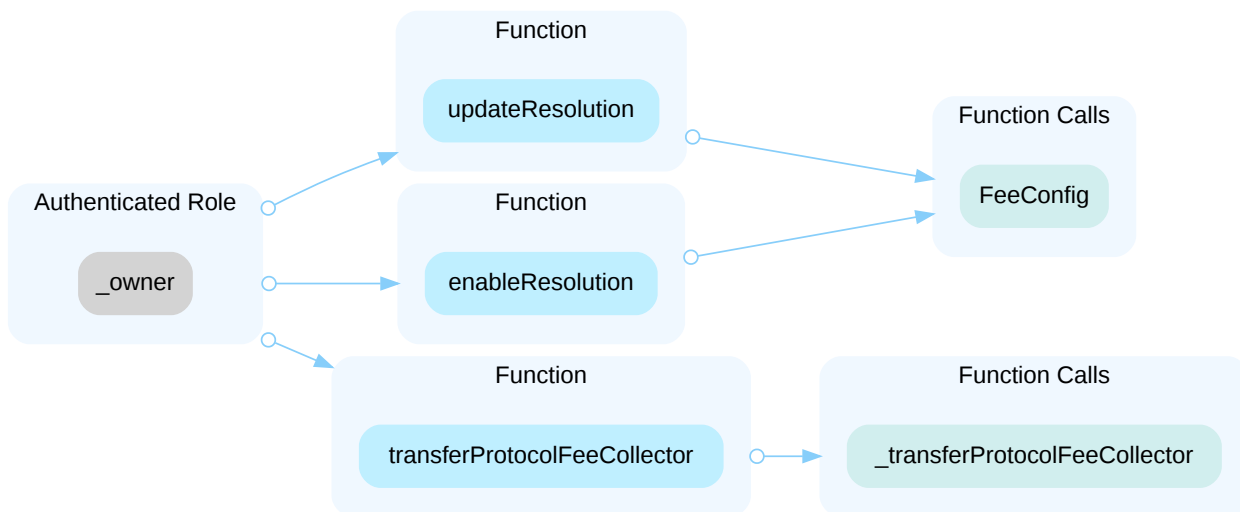 Function
updateResolution
Function Calls
FeeConfig
Authenticated Role
_owner
Function
enableResolution
Function
transferProtocolFeeCollector
Function Calls
_transferProtocolFeeCollector